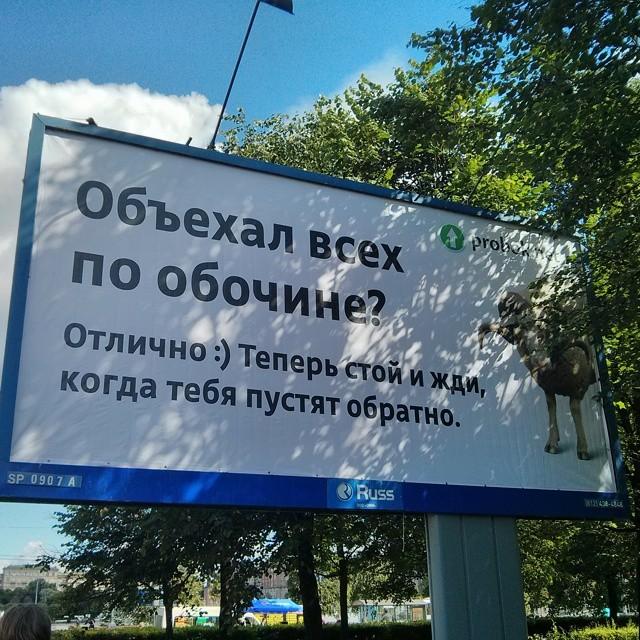 Объехал всех
по обочине?
Отлично :) Теперь стой и жди,
когда тебя пустят обратно.
SP 0907 A
Russ